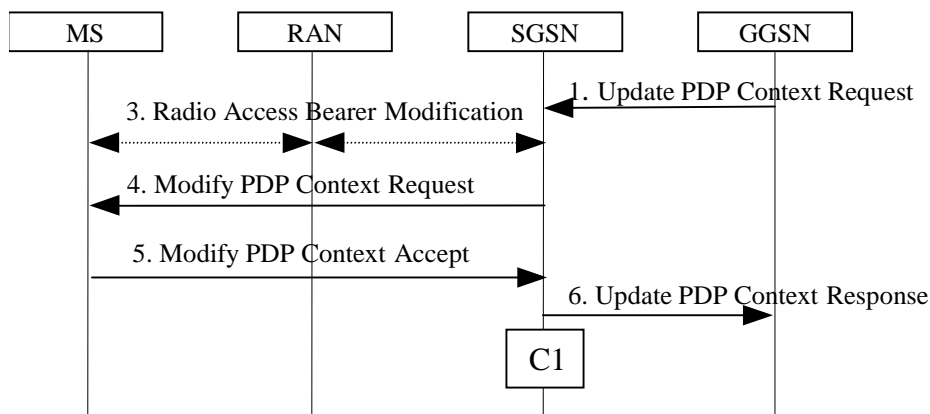 MS RAN SGSN GGSN
1. Update PDP Context Request
3. Radio Access Bearer Modification
4. Modify PDP Context Request
5. Modify PDP Context Accept
6. Update PDP Context Response
C1